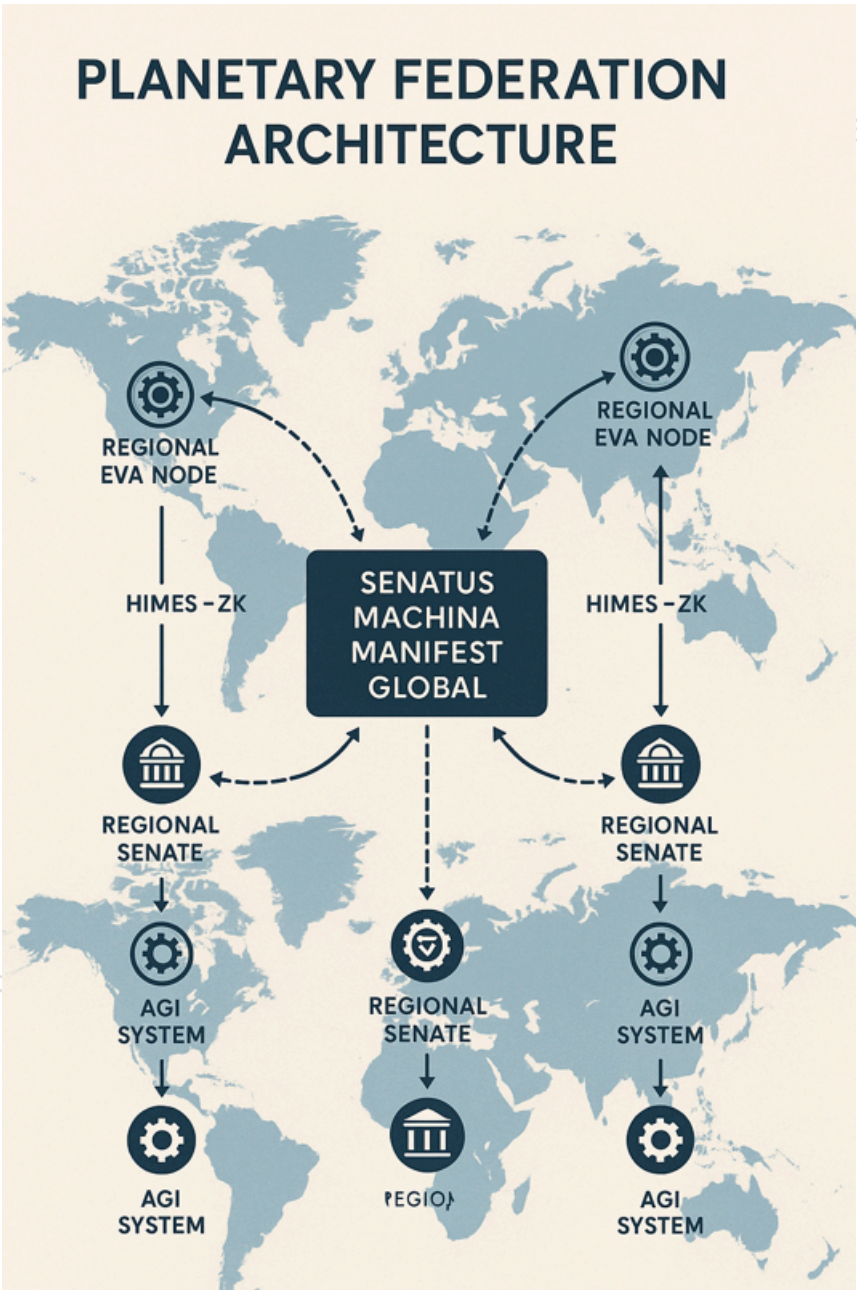 PLANETARY FEDERATION
ARCHITECTURE
REGIONAL
EVA NODE
REGIONAL
EVA NODE
SENATUS
MACHINA
MANIFEST
GLOBAL
HIMES-ZK
HIMES-ZK
REGIONAL
SENATE
REGIONAL
SENATE
AGI
SYSTEM
REGIONAL
SENATE
AGI
SYSTEM
AGI
SYSTEM
AGI
SYSTEM